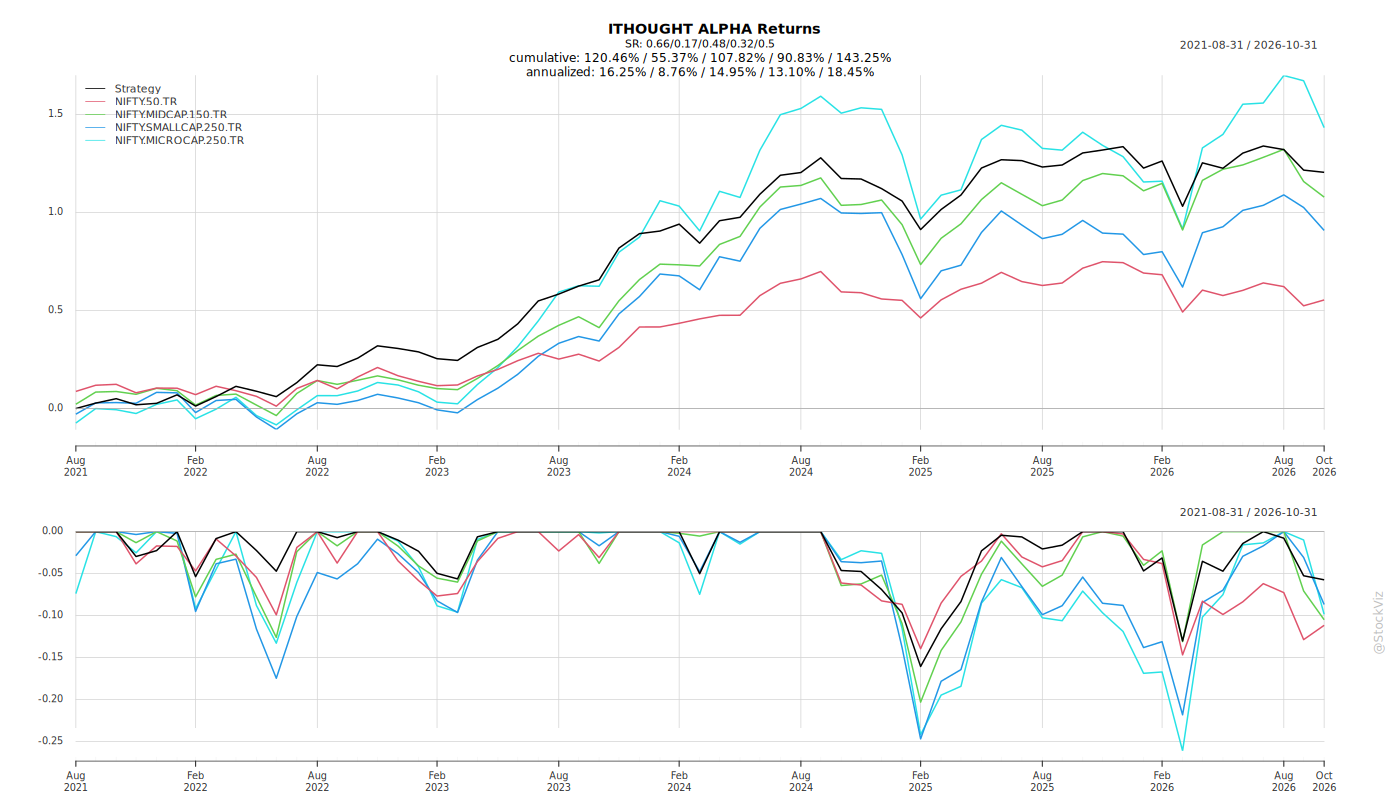 ITHOUGHT ALPHA Returns
SR: 0.66/0.17/0.48/0.32/0.5
cumulative: 120.46% / 55.37% / 107.82% / 90.83% / 143.25%
annualized: 16.25% / 8.76% / 14.95% / 13.10% / 18.45%
2021-08-31 / 2026-10-31
Strategy
NIFTY.50.TR
NIFTY.MIDCAP.150.TR
NIFTY.SMALLCAP.250.TR
NIFTY.MICROCAP.250.TR
1.5
1.0
0.5
0.0
Aug Feb Aug Feb Aug Feb Aug Feb Aug Feb Aug Oct
2021 2022 2022 2023 2023 2024 2024 2025 2025 2026 2026 2026
2021-08-31 / 2026-10-31
0.00
-0.05
-0.10
-0.15
-0.20
-0.25
Aug Feb Aug Feb Aug Feb Aug Feb Aug Feb Aug Oct
2021 2022 2022 2023 2023 2024 2024 2025 2025 2026 2026 2026
@StockViz